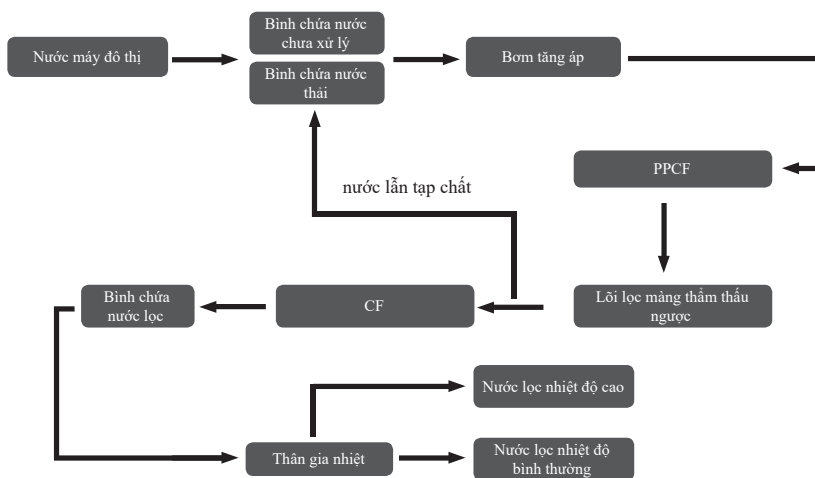 Nước máy đô thị
Bình chứa nước
chưa xử lý
Bình chứa nước
thải
Bơm tăng áp
PPCF
nước lẫn tạp chất
Lõi lọc màng thẩm thấu
ngược
CF
Bình chứa
nước lọc
Nước lọc nhiệt độ cao
Thân gia nhiệt
Nước lọc nhiệt độ
bình thường